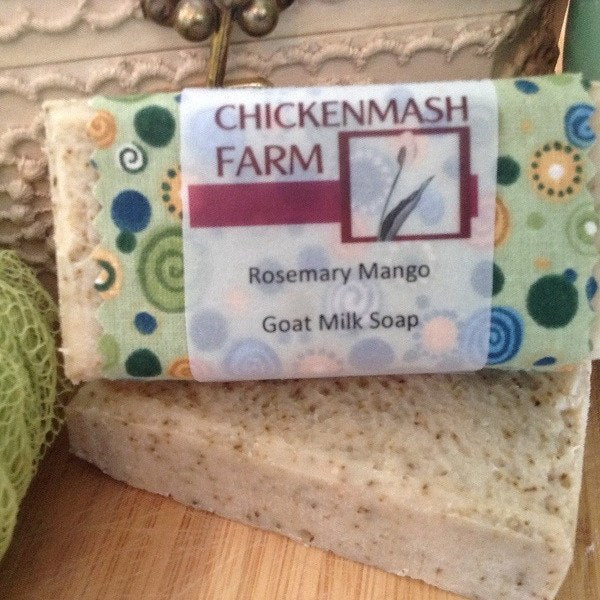 CHICKENMASH
FARM
Rosemary Mango
Goat Milk Soap